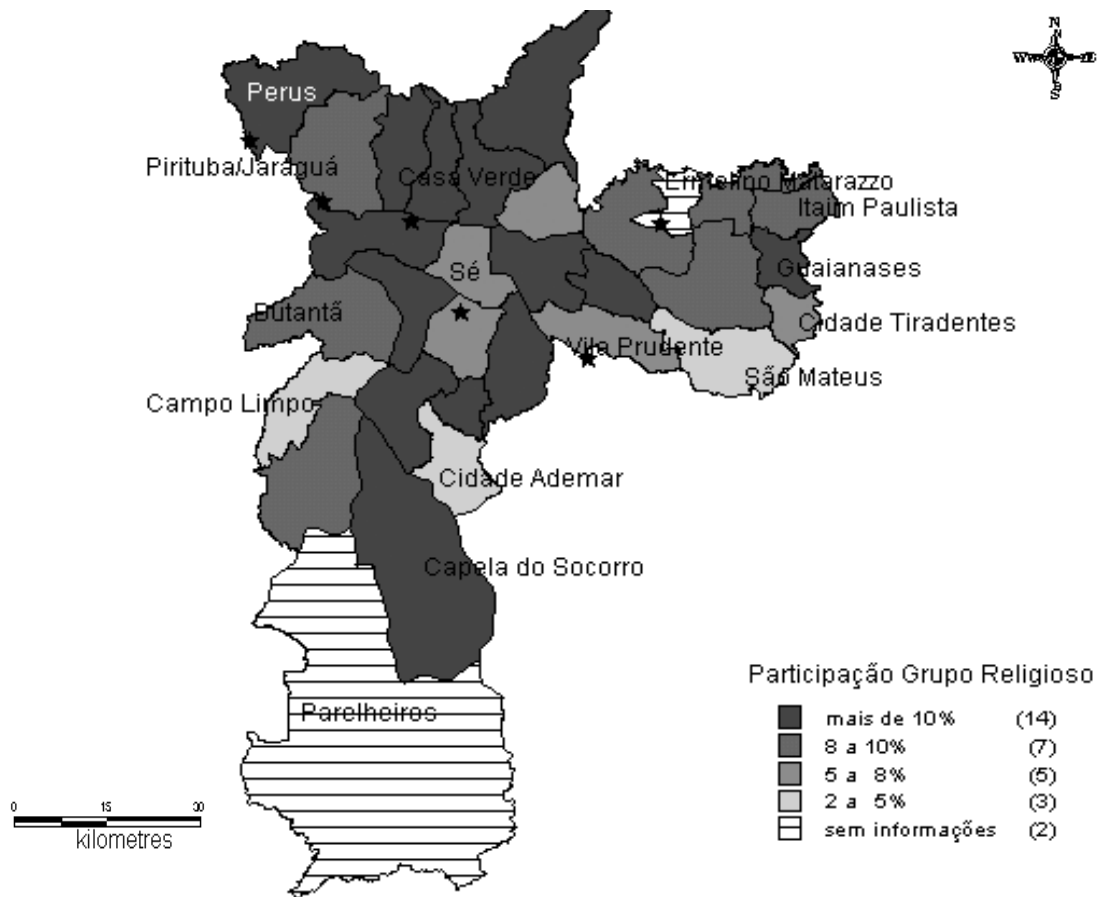 N
N
W E
S
Perus
Pirituba/Jaraguá
Casa Verde
Ermelino Matarazzo
Itaim Paulista
Sé
Guaianases
Butantã
Cidade Tiradentes
Vila Prudente
São Mateus
Campo Limpo
Cidade Ademar
Capela do Socorro
Parelheiros
Participação Grupo Religioso
mais de 10% (14)
8 a 10% (7)
5 a 8% (5)
2 a 5% (3)
sem informações (2)
0 15 30
kilometres